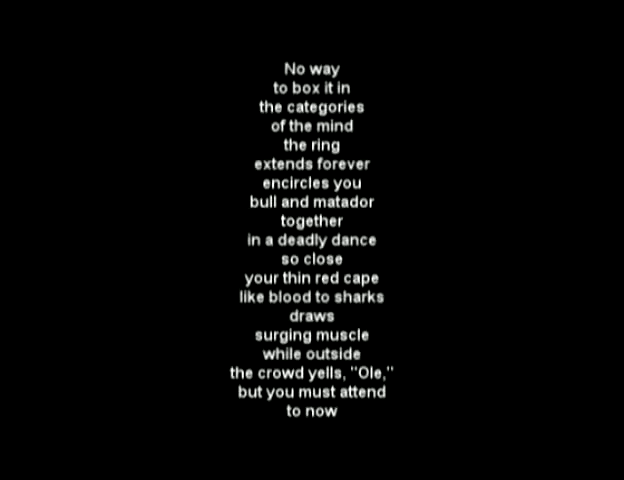 No way
to box it in
the categories
of the mind
the ring
extends forever
encircles you
bull and matador
together
in a deadly dance
so close
your thin red cape
like blood to sharks
draws
surging muscle
while outside
the crowd yells, "Ole,"
but you must attend
to now